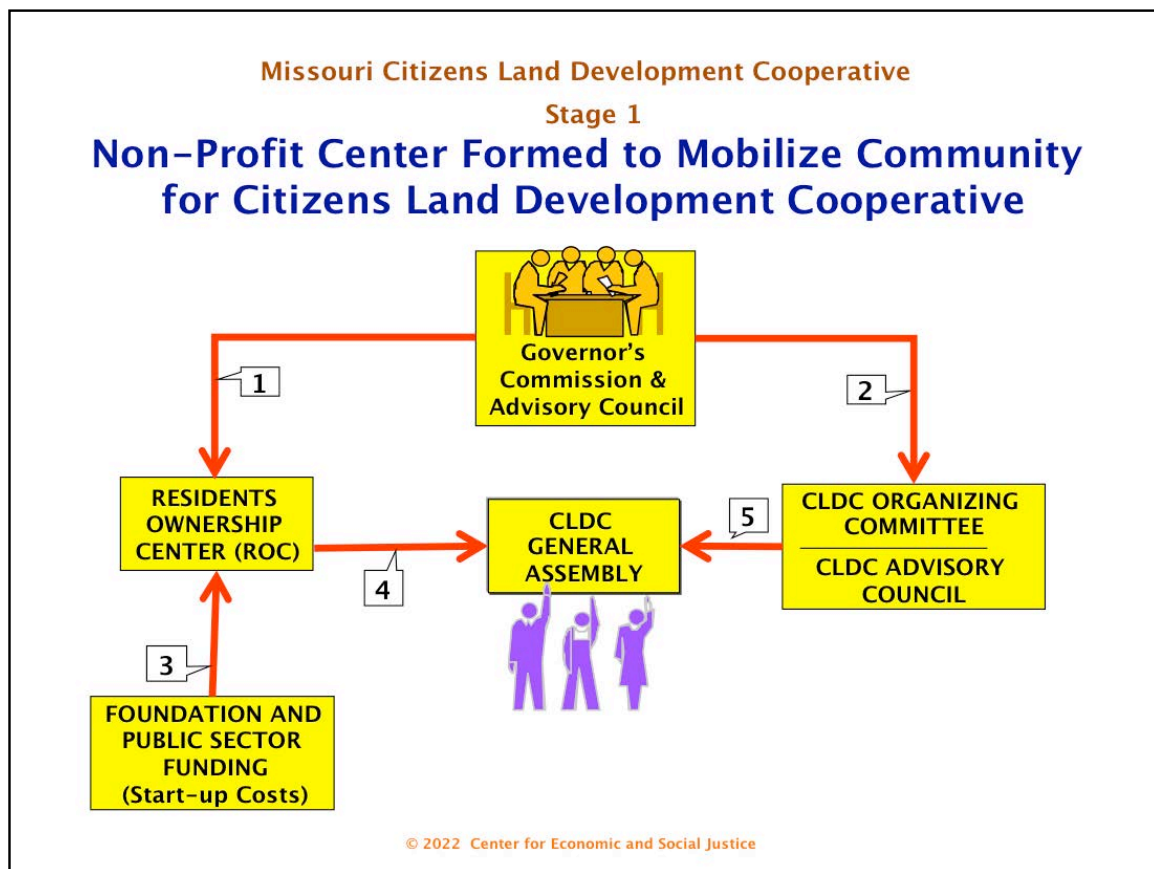 Missouri Citizens Land Development Cooperative
Stage 1
Non-Profit Center Formed to Mobilize Community
for Citizens Land Development Cooperative
Governor's
Commission &
Advisory Council
1
2
RESIDENTS
OWNERSHIP
CENTER (ROC)
4
CLDC
GENERAL
ASSEMBLY
5
CLDC ORGANIZING
COMMITTEE
CLDC ADVISORY
COUNCIL
3
FOUNDATION AND
PUBLIC SECTOR
FUNDING
(Start-up Costs)
© 2022 Center for Economic and Social Justice